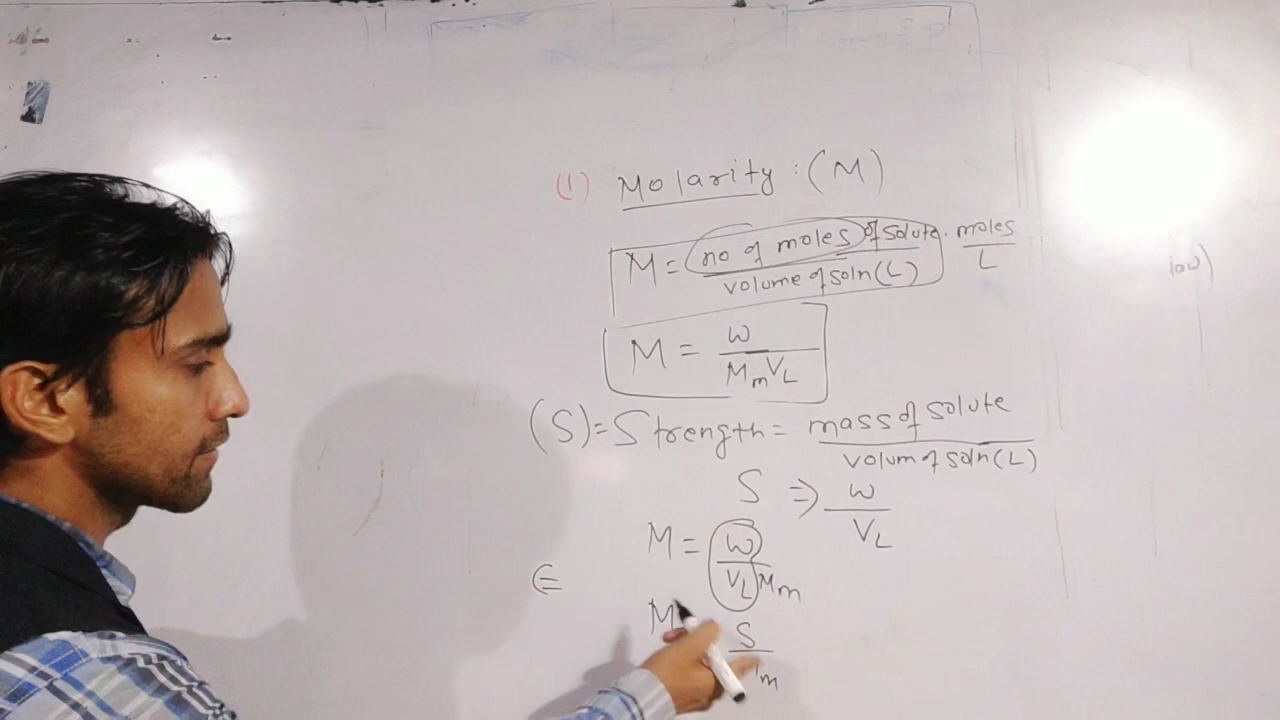 (1) Molarity : (M)
M = no of moles of solute / volume of soln (L) . moles / L
M = w / Mm VL
(S) = Strength = mass of solute / volum of soln (L)
S ⇒ w / VL
M = w / VL Mm
M S / m